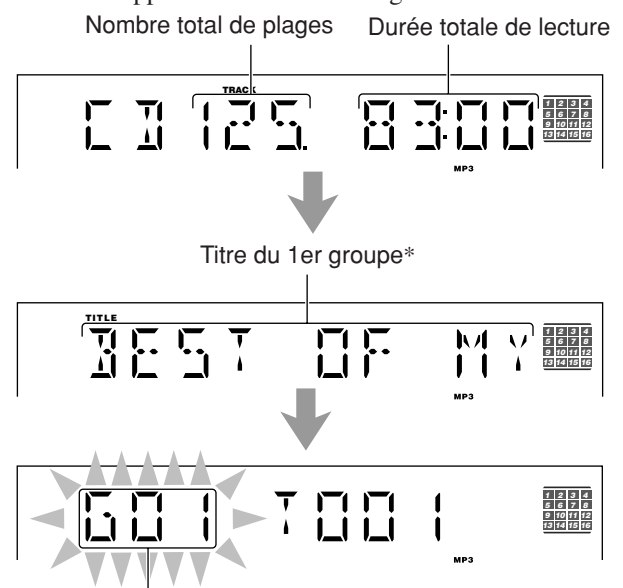 Nombre total de plages Durée totale de lecture
TRACK
CD 125. 83:00
1 2 3 4
5 6 7 8
9 10 11 12
13 14 15 16
MP3
Titre du 1er groupe*
TITLE
BEST OF MY
1 2 3 4
5 6 7 8
9 10 11 12
13 14 15 16
MP3
G01 T001
1 2 3 4
5 6 7 8
9 10 11 12
13 14 15 16
MP3